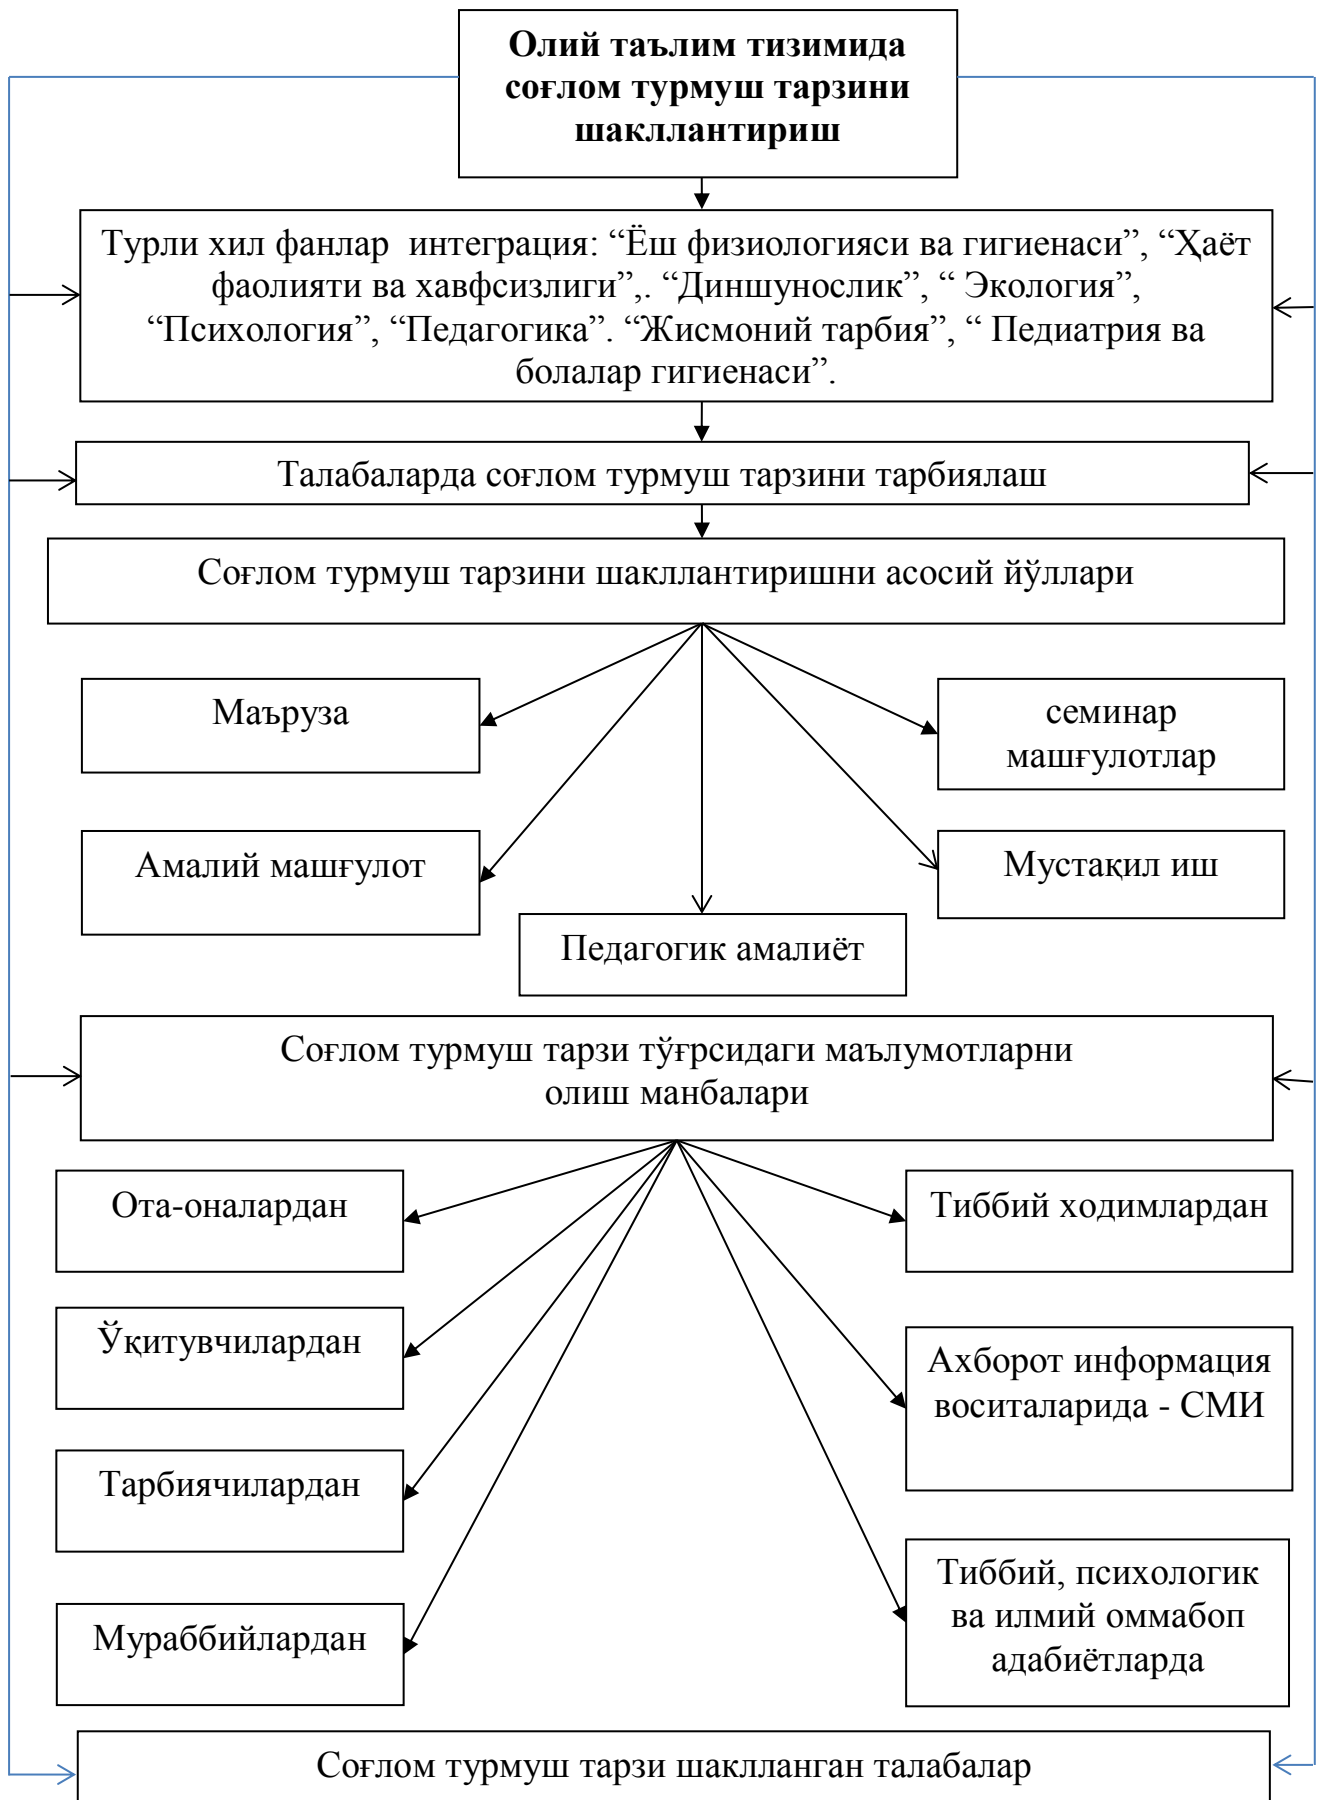 Олий таълим тизимида
соғлом турмуш тарзини
шакллантириш
Турли хил фанлар  интеграция: “Ёш физиологияси ва гигиенаси”, “Ҳаёт
фаолияти ва хавфсизлиги”,. “Диншунослик”, “ Экология”,
“Психология”, “Педагогика”. “Жисмоний тарбия”, “ Педиатрия ва
болалар гигиенаси”.
Талабаларда соғлом турмуш тарзини тарбиялаш
Соғлом турмуш тарзини шакллантиришни асосий йўллари
Маъруза
семинар
машғулотлар
Амалий машғулот
Мустақил иш
Педагогик амалиёт
Соғлом турмуш тарзи тўғрсидаги маълумотларни
олиш манбалари
Ота-оналардан
Тиббий ходимлардан
Ўқитувчилардан
Ахборот информация
воситаларида - СМИ
Тарбиячилардан
Тиббий, психологик
ва илмий оммабоп
адабиётларда
Мураббийлардан
Соғлом турмуш тарзи шаклланган талабалар